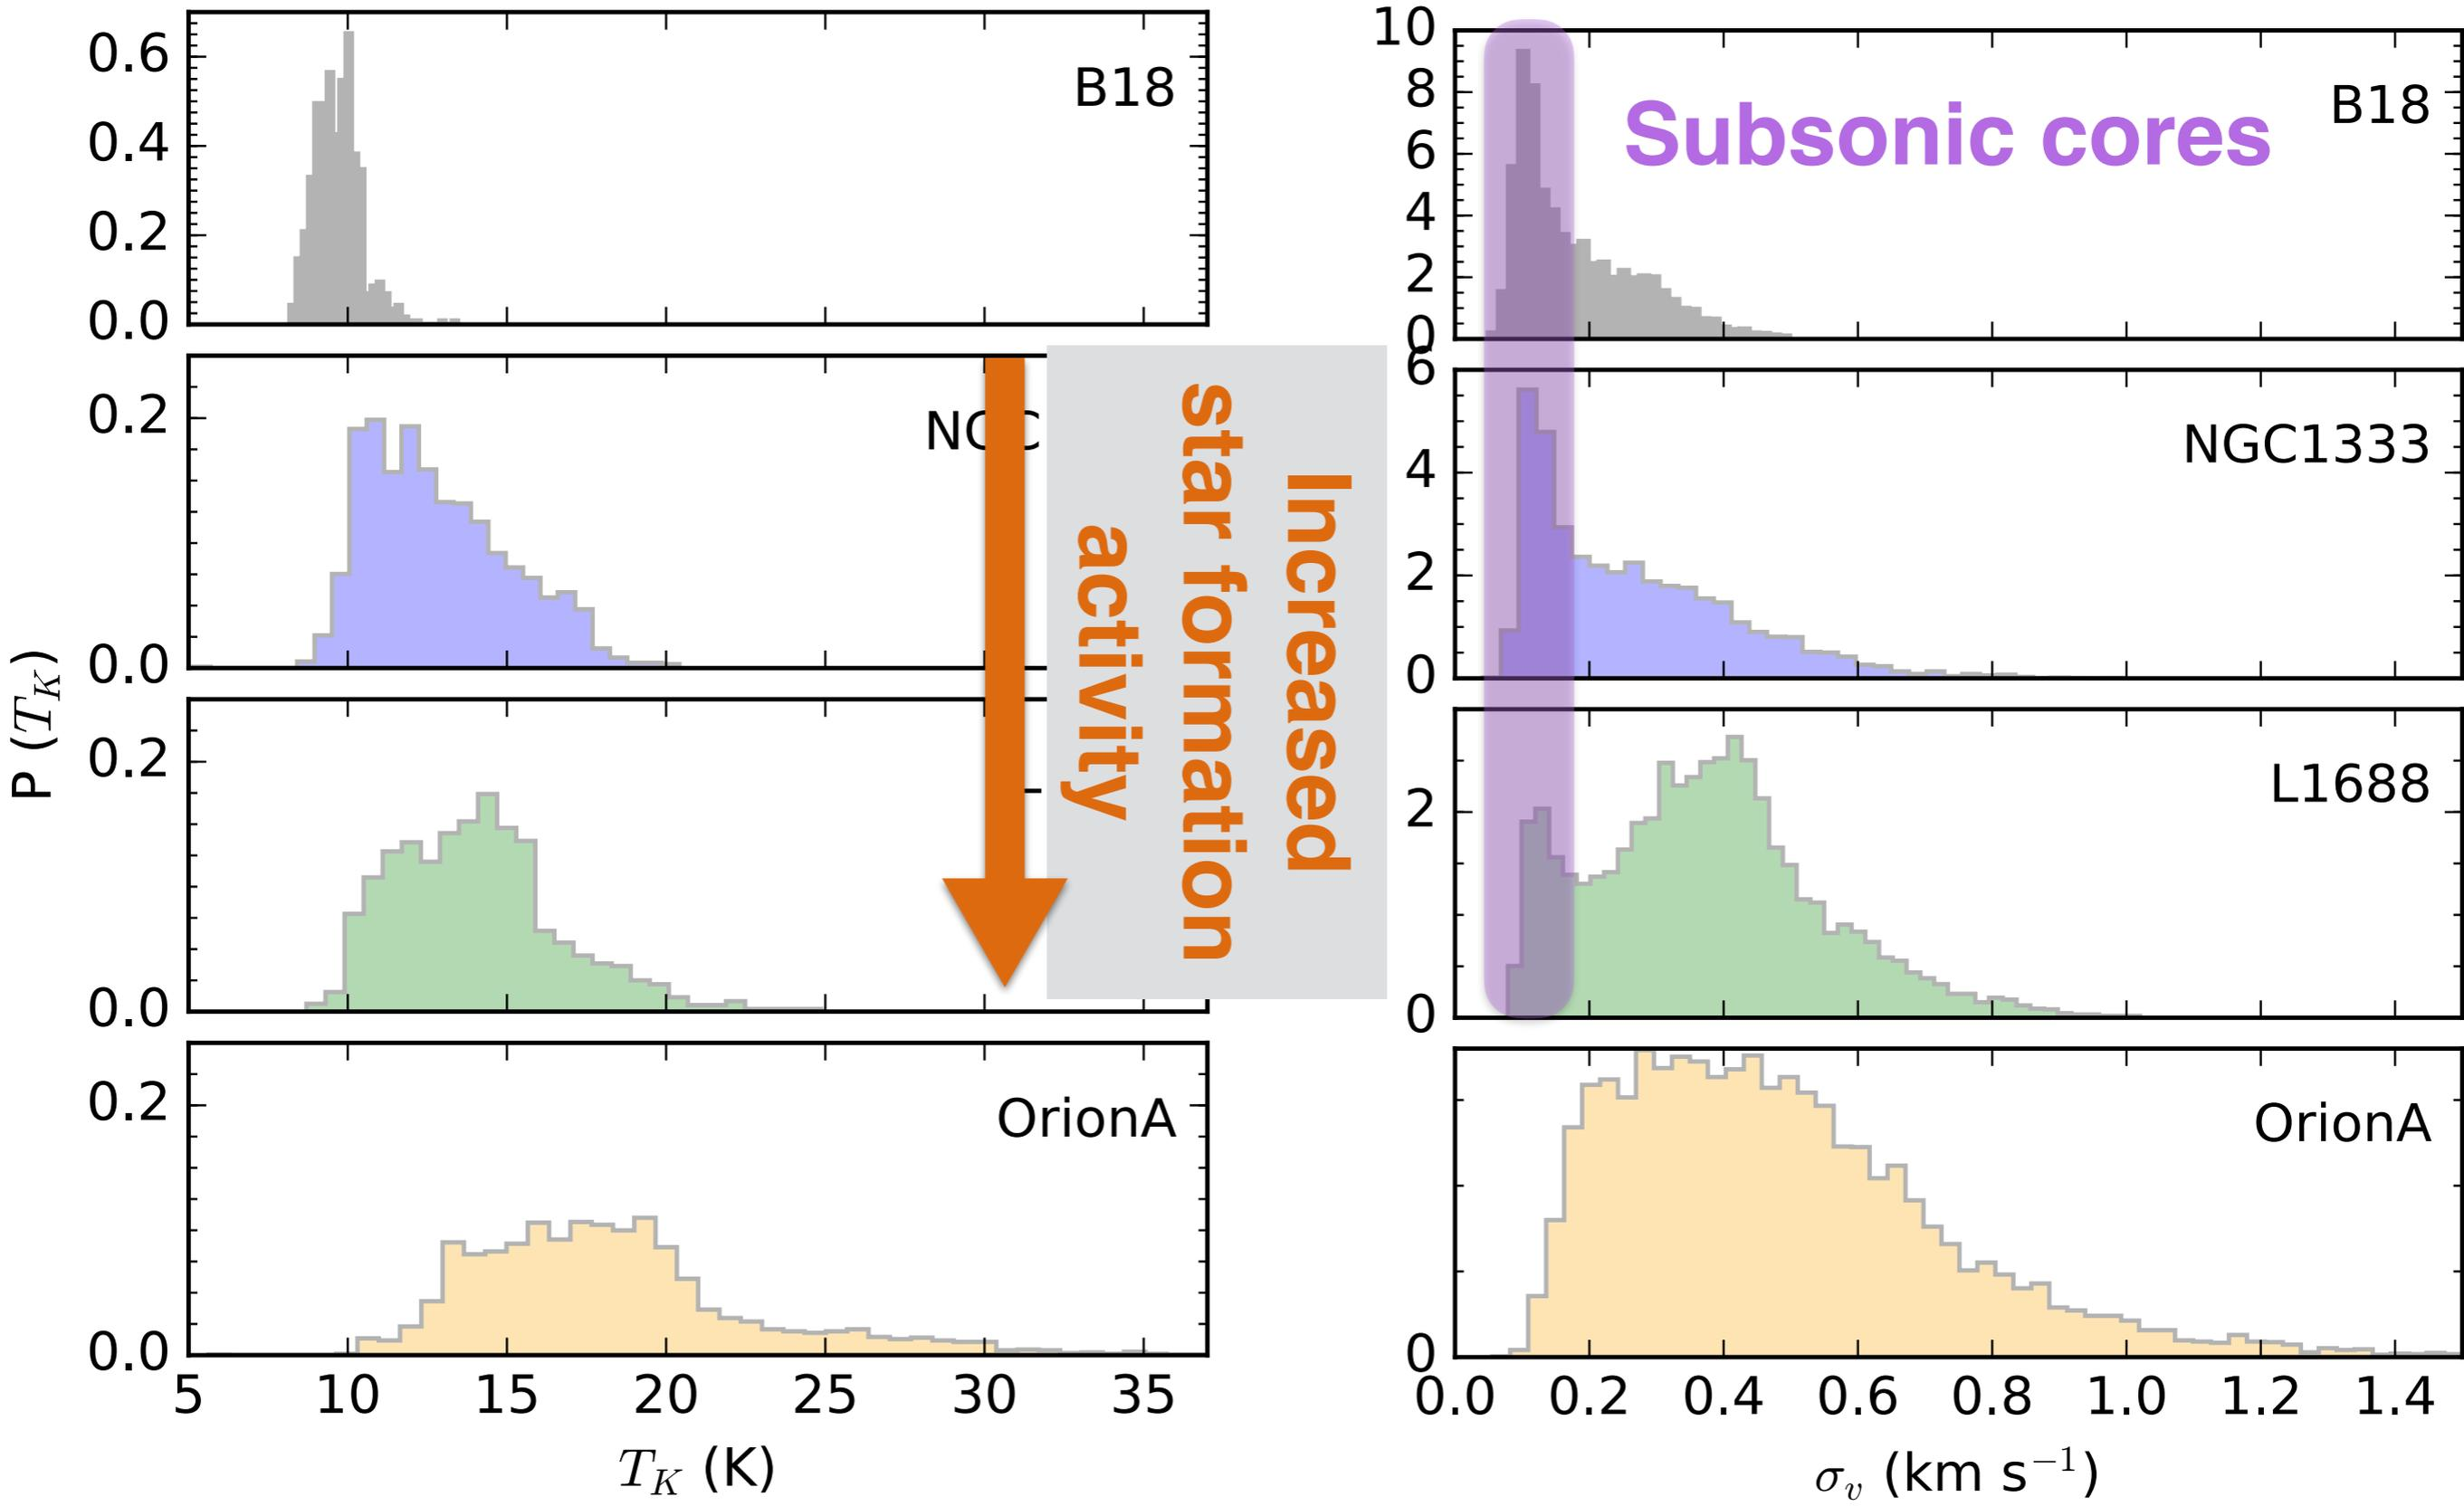 0.6
0.4
0.2
0.0
B18
0.2
0.0
0.2
0.0
0.2
0.0
OrionA
P (T_K)
5 10 15 20 25 30 35
T_K (K)
Increased
star formation
activity
10
8
6
4
2
0
Subsonic cores
B18
6
4
2
0
NGC1333
2
0
L1688
0
OrionA
0.0 0.2 0.4 0.6 0.8 1.0 1.2 1.4
σ_v (km s⁻¹)